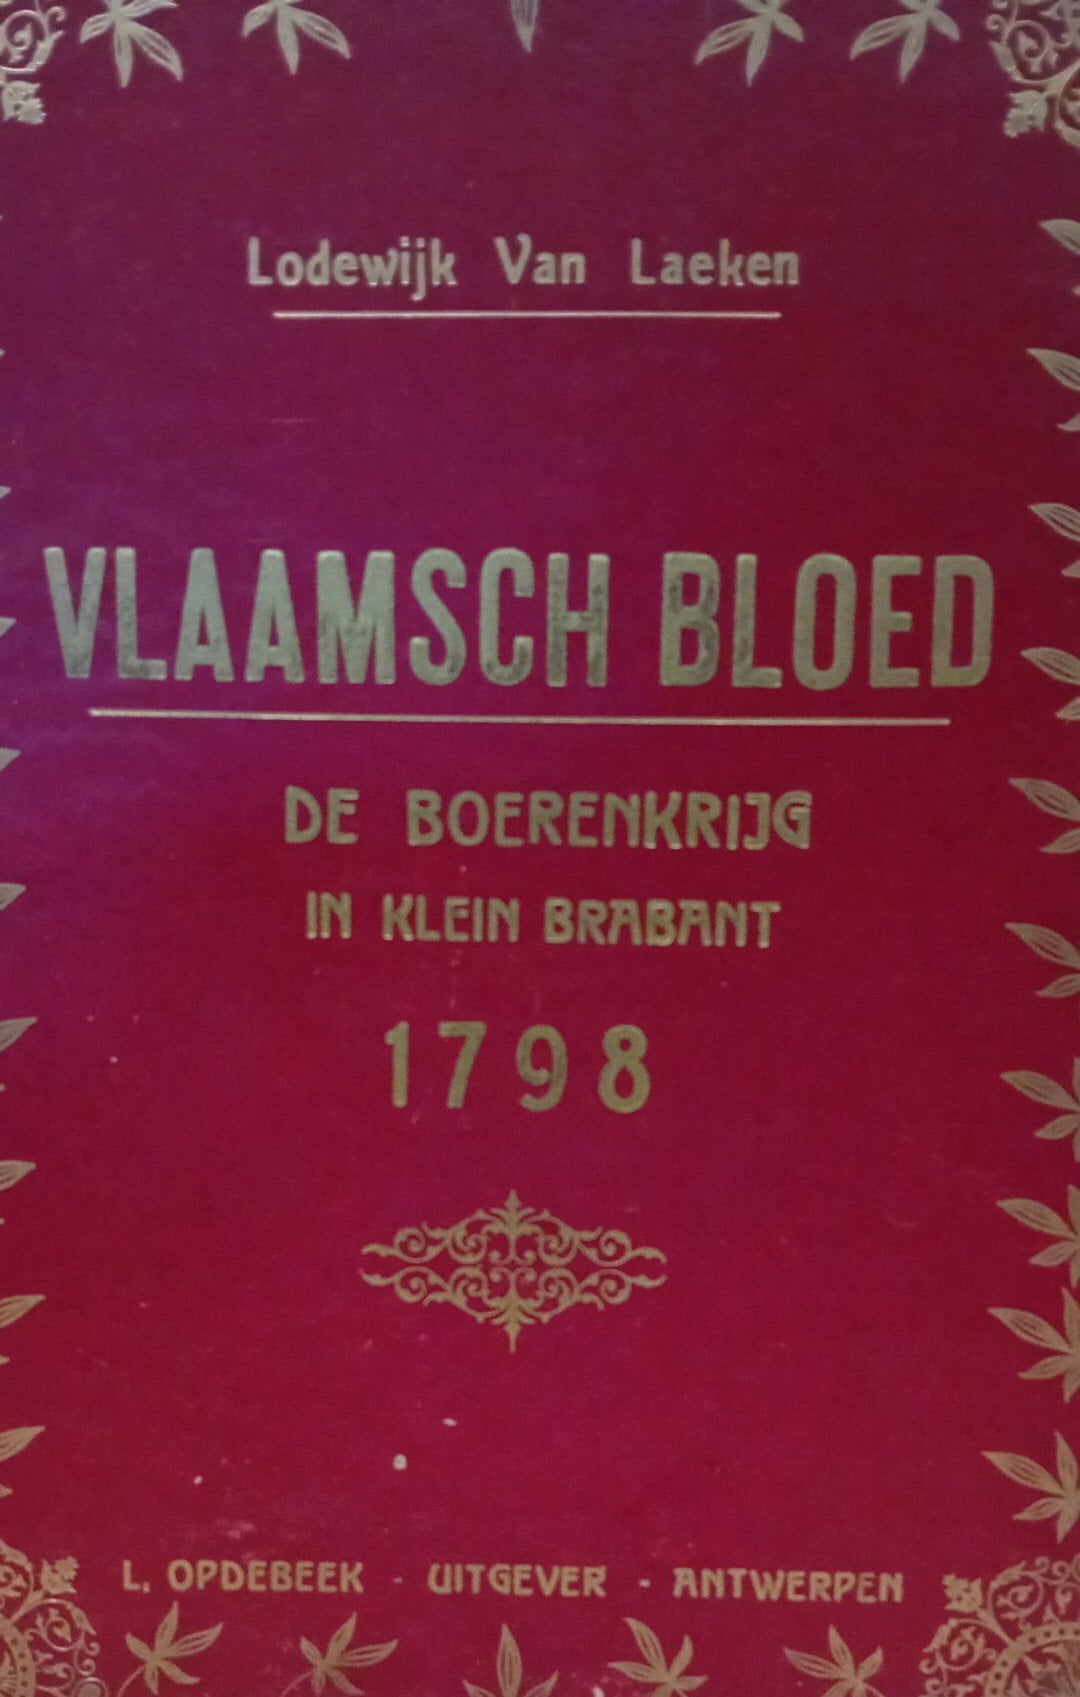 Lodewijk Van Laeken
VLAAMSCH BLOED
DE BOERENKRIJG
IN KLEIN BRABANT
1798
L. OPDEBEEK - UITGEVER - ANTWERPEN